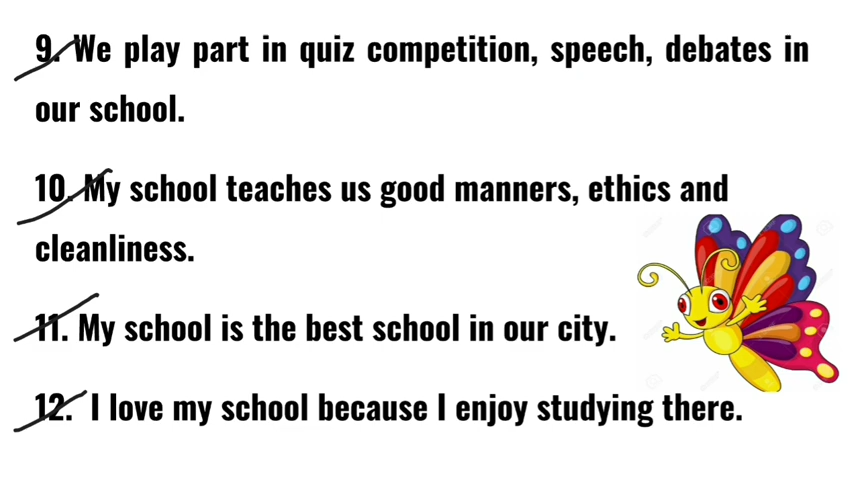 9. We play part in quiz competition, speech, debates in
our school.
10. My school teaches us good manners, ethics and
cleanliness.
11. My school is the best school in our city.
12. I love my school because I enjoy studying there.